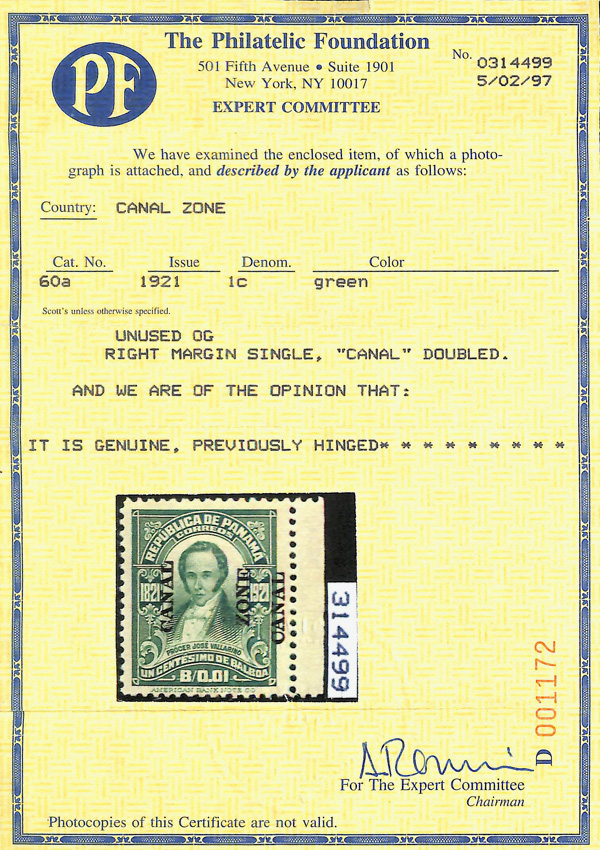 PF
The Philatelic Foundation
501 Fifth Avenue • Suite 1901
New York, NY 10017
EXPERT COMMITTEE
No. 0314499
5/02/97
We have examined the enclosed item, of which a photo-
graph is attached, and described by the applicant as follows:
Country: CANAL ZONE
Cat. No. Issue Denom. Color
60a 1921 1c green
Scott's unless otherwise specified.
UNUSED OG
RIGHT MARGIN SINGLE, "CANAL" DOUBLED.
AND WE ARE OF THE OPINION THAT:
IT IS GENUINE, PREVIOUSLY HINGED* * * * * * * * *
REPUBLICA DE PANAMA
CORREOS
1821 1921
CANAL
ZONE
CANAL
PRÓCER JOSÉ VALLARINO
UN CENTESIMO DE BALBOA
B/0.01
AMERICAN BANK NOTE CO
314499
D 001172
For The Expert Committee
Chairman
Photocopies of this Certificate are not valid.